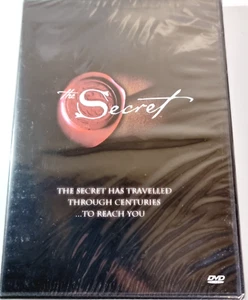 the Secret
THE SECRET HAS TRAVELLED
THROUGH CENTURIES
...TO REACH YOU
DVD